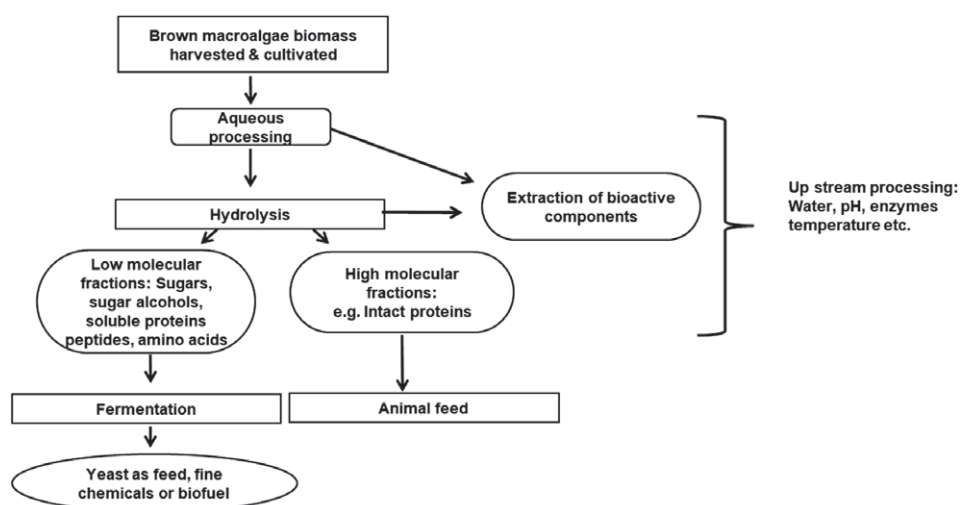 Brown macroalgae biomass
harvested & cultivated
Aqueous
processing
Extraction of bioactive
components
Up stream processing:
Water, pH, enzymes
temperature etc.
Hydrolysis
Low molecular
fractions: Sugars,
sugar alcohols,
soluble proteins
peptides, amino acids
High molecular
fractions:
e.g. Intact proteins
Fermentation
Animal feed
Yeast as feed, fine
chemicals or biofuel